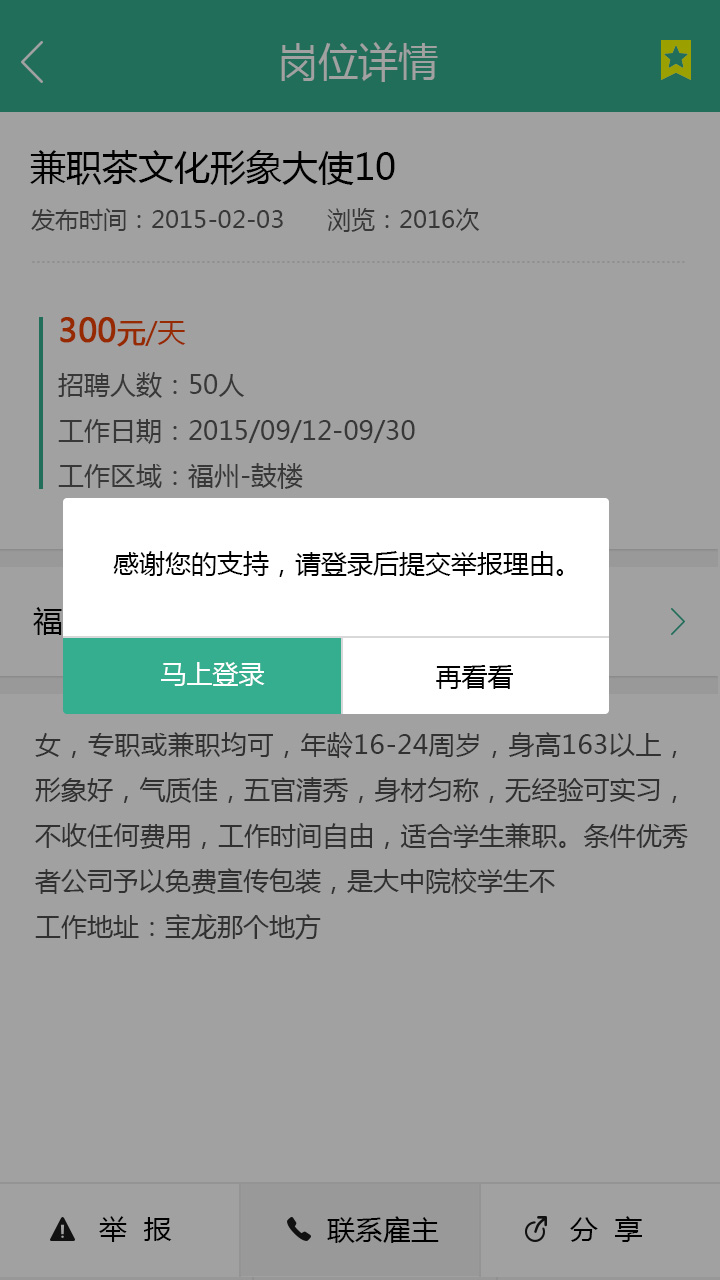 岗位详情
兼职茶文化形象大使10
发布时间：2015-02-03 浏览：2016次
300元/天
招聘人数：50人
工作日期：2015/09/12-09/30
工作区域：福州-鼓楼
感谢您的支持，请登录后提交举报理由。
福
马上登录 再看看
女，专职或兼职均可，年龄16-24周岁，身高163以上，
形象好，气质佳，五官清秀，身材匀称，无经验可实习，
不收任何费用，工作时间自由，适合学生兼职。条件优秀
者公司予以免费宣传包装，是大中院校学生不
工作地址：宝龙那个地方
举 报 联系雇主 分 享